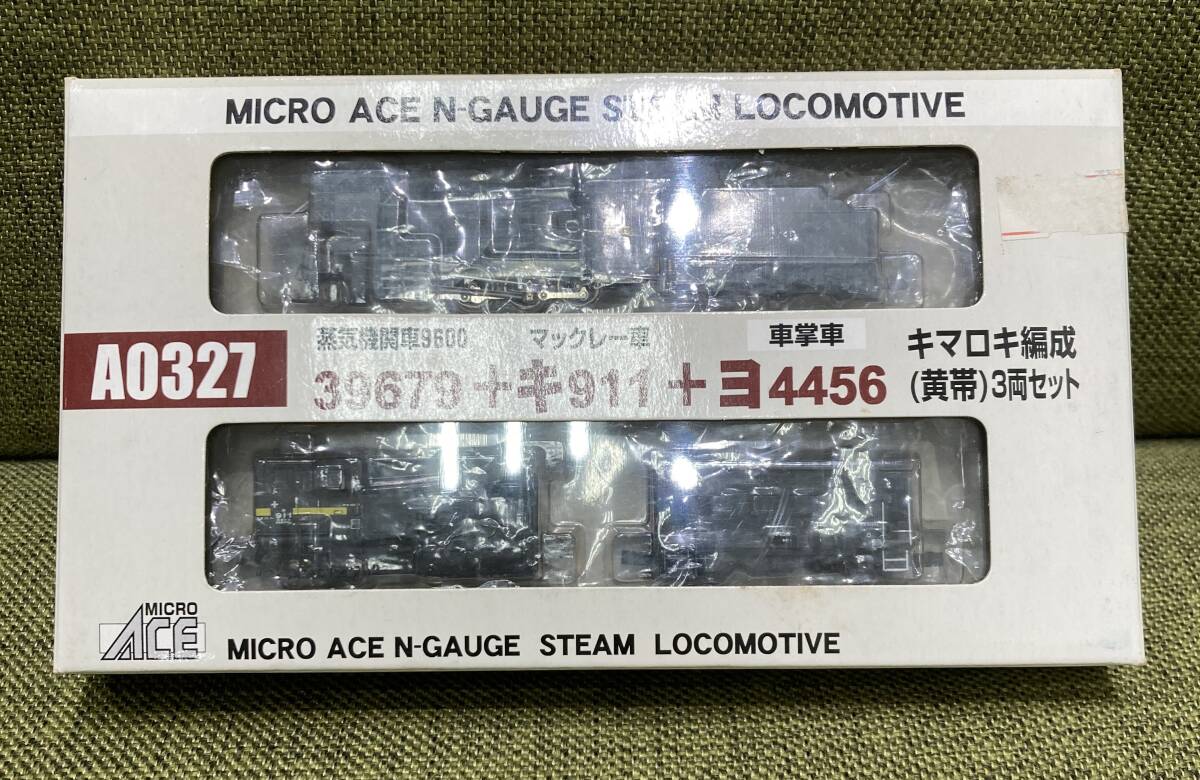 MICRO ACE N-GAUGE STEAM LOCOMOTIVE
A0327
蒸気機関車9600 マックレー車 車掌車
39679+キ911+ヨ4456
キマロキ編成
(黄帯)3両セット
キ
911
MICRO
ACE
MICRO ACE N-GAUGE STEAM LOCOMOTIVE